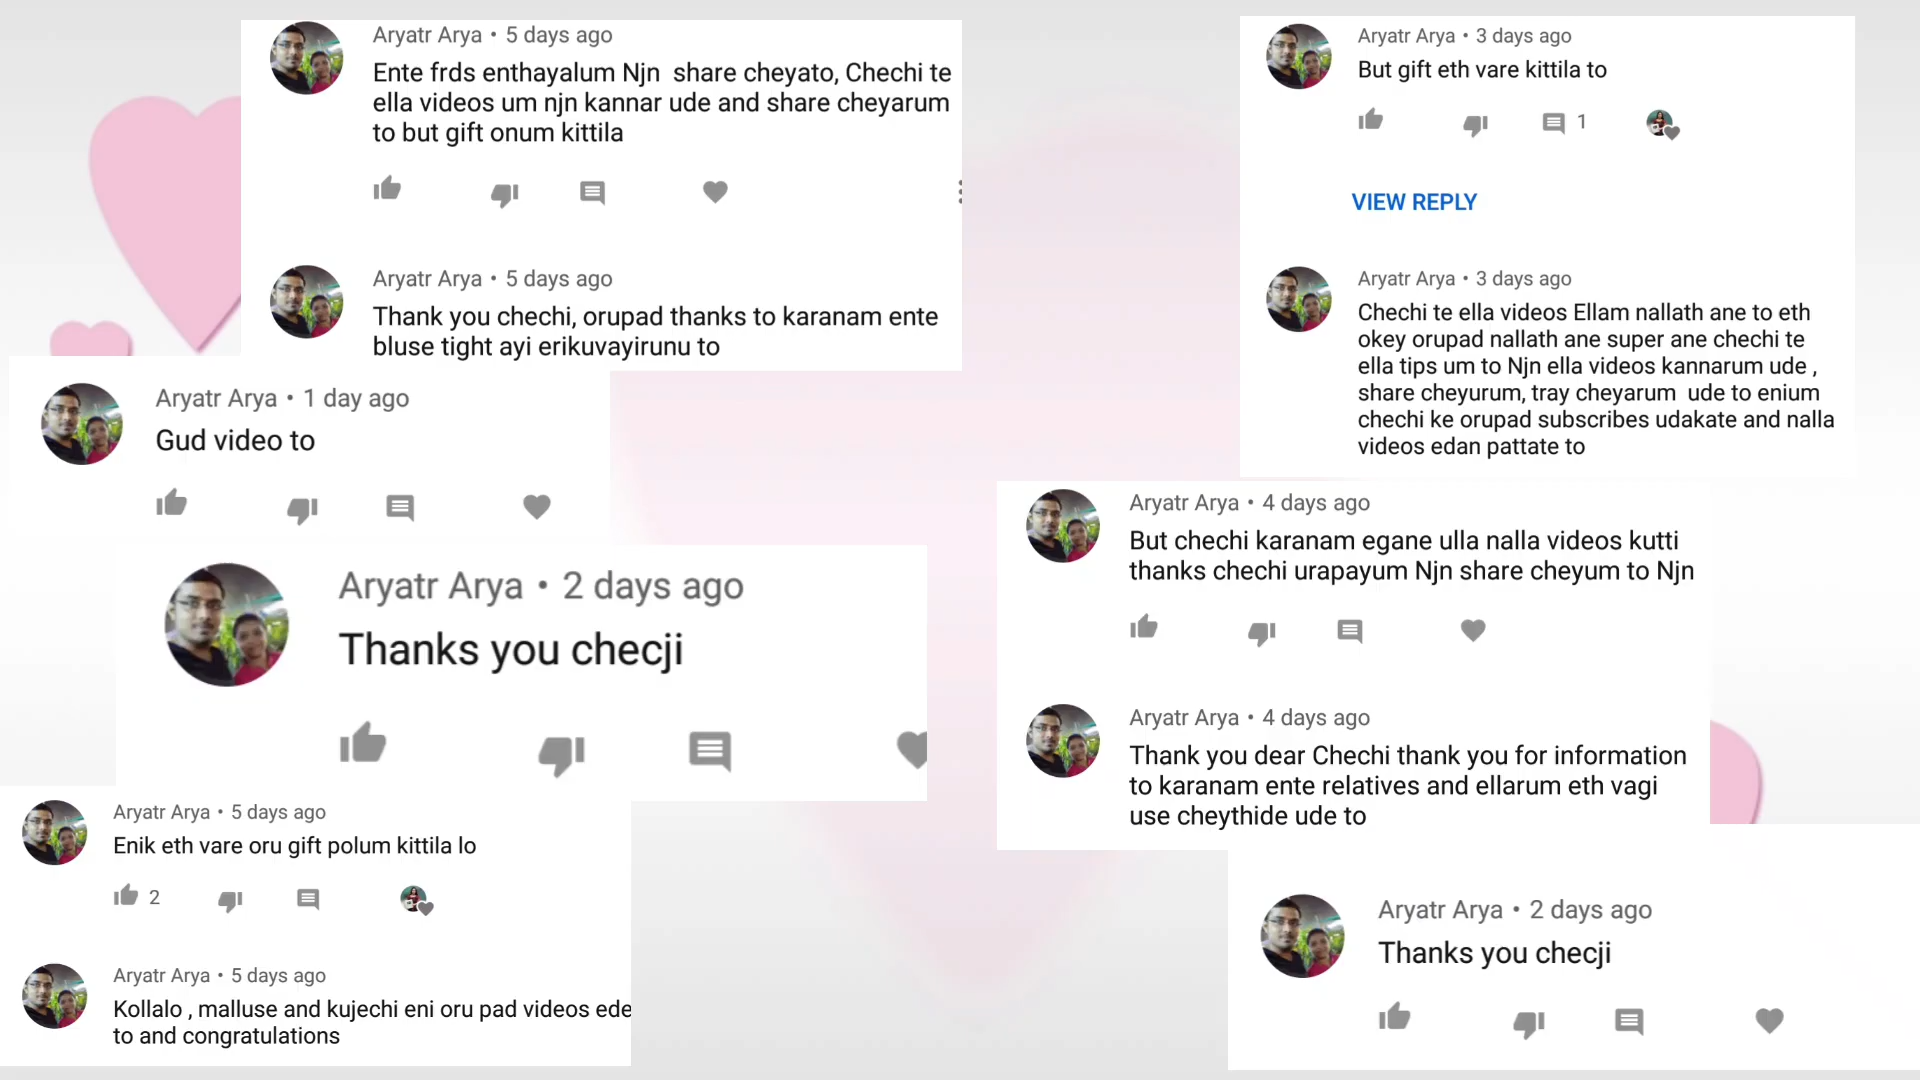 Aryatr Arya • 5 days ago
Ente frds enthayalum Njn share cheyato, Chechi te
ella videos um njn kannar ude and share cheyarum
to but gift onum kittila
Aryatr Arya • 5 days ago
Thank you chechi, orupad thanks to karanam ente
bluse tight ayi erikuvayirunu to
Aryatr Arya • 1 day ago
Gud video to
Aryatr Arya • 2 days ago
Thanks you checji
Aryatr Arya • 5 days ago
Enik eth vare oru gift polum kittila lo
2
Aryatr Arya • 5 days ago
Kollalo , malluse and kujechi eni oru pad videos ede
to and congratulations
Aryatr Arya • 3 days ago
But gift eth vare kittila to
1
VIEW REPLY
Aryatr Arya • 3 days ago
Chechi te ella videos Ellam nallath ane to eth
okey orupad nallath ane super ane chechi te
ella tips um to Njn ella videos kannarum ude ,
share cheyurum, tray cheyarum ude to enium
chechi ke orupad subscribes udakate and nalla
videos edan pattate to
Aryatr Arya • 4 days ago
But chechi karanam egane ulla nalla videos kutti
thanks chechi urapayum Njn share cheyum to Njn
Aryatr Arya • 4 days ago
Thank you dear Chechi thank you for information
to karanam ente relatives and ellarum eth vagi
use cheythide ude to
Aryatr Arya • 2 days ago
Thanks you checji